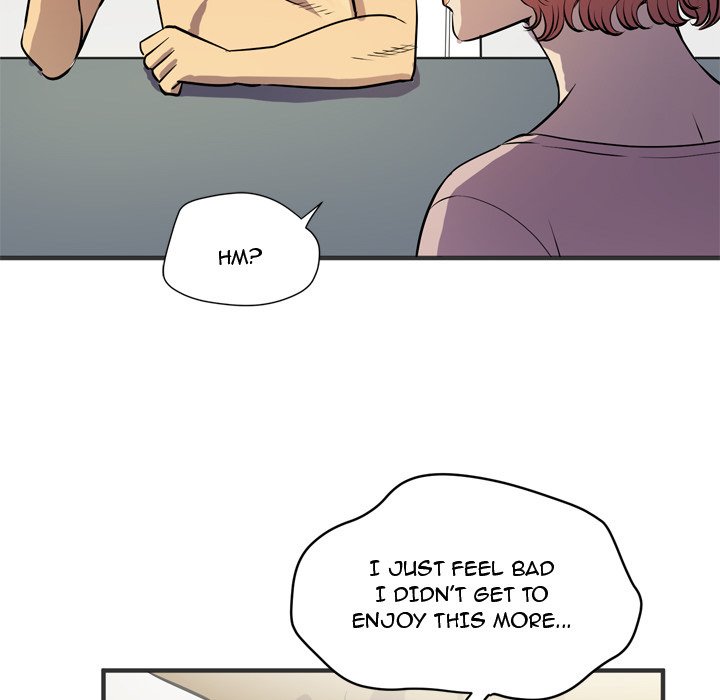 HM?
I JUST FEEL BAD
I DIDN'T GET TO
ENJOY THIS MORE...